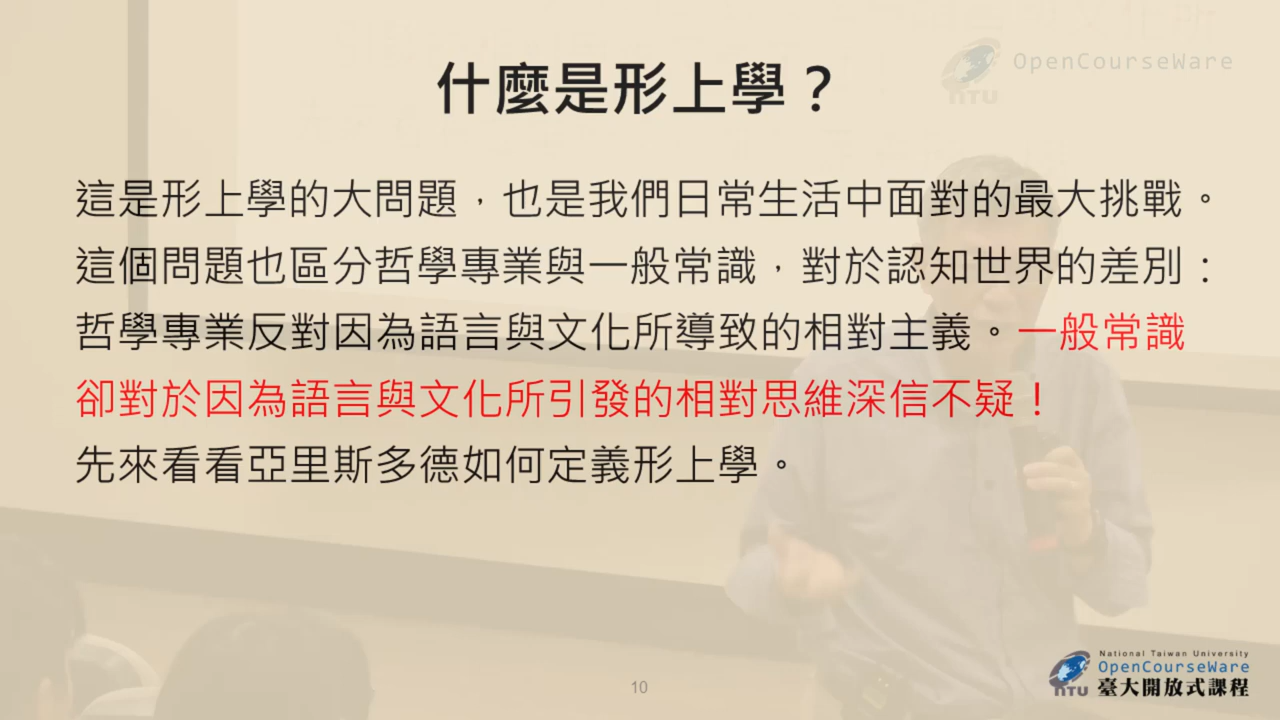 什麼是形上學？
OpenCourseWare
NTU
這是形上學的大問題，也是我們日常生活中面對的最大挑戰。
這個問題也區分哲學專業與一般常識，對於認知世界的差別：
哲學專業反對因為語言與文化所導致的相對主義。一般常識
卻對於因為語言與文化所引發的相對思維深信不疑！
先來看看亞里斯多德如何定義形上學。
10
National Taiwan University
OpenCourseWare
NTU 臺大開放式課程